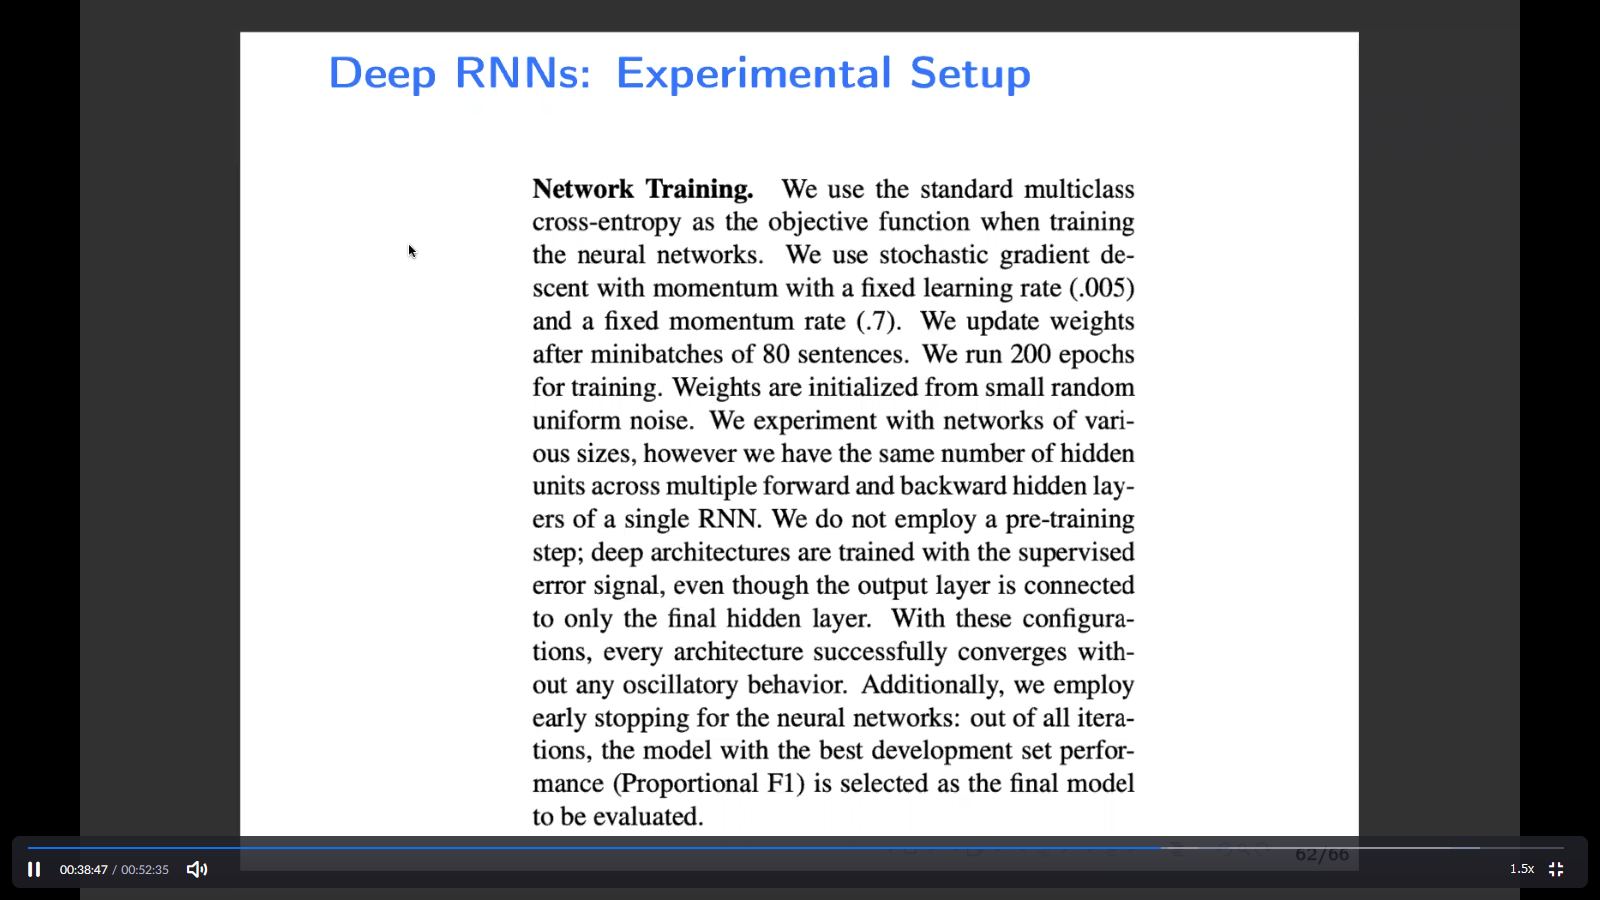 Deep RNNs: Experimental Setup
Network Training. We use the standard multiclass
cross-entropy as the objective function when training
the neural networks. We use stochastic gradient de-
scent with momentum with a fixed learning rate (.005)
and a fixed momentum rate (.7). We update weights
after minibatches of 80 sentences. We run 200 epochs
for training. Weights are initialized from small random
uniform noise. We experiment with networks of vari-
ous sizes, however we have the same number of hidden
units across multiple forward and backward hidden lay-
ers of a single RNN. We do not employ a pre-training
step; deep architectures are trained with the supervised
error signal, even though the output layer is connected
to only the final hidden layer. With these configura-
tions, every architecture successfully converges with-
out any oscillatory behavior. Additionally, we employ
early stopping for the neural networks: out of all itera-
tions, the model with the best development set perfor-
mance (Proportional F1) is selected as the final model
to be evaluated.
62/66
00:38:47 / 00:52:35
1.5x